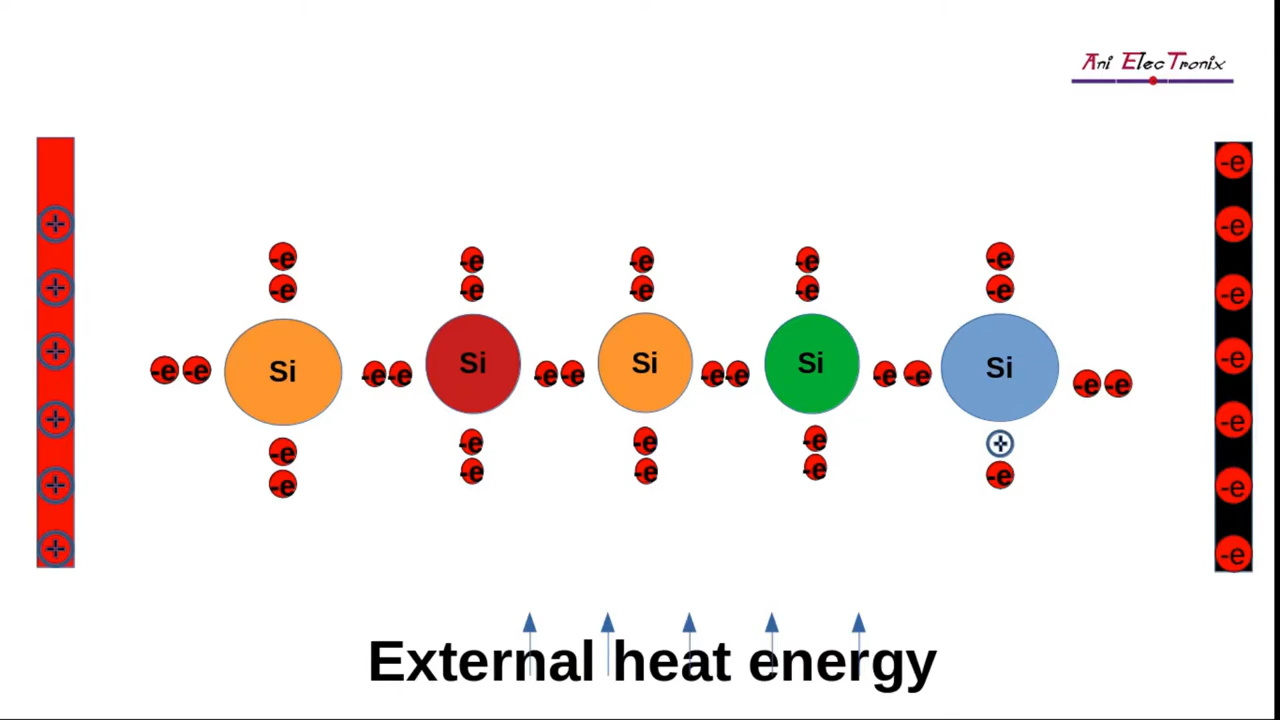 Ani ElecTronix
-e
+ -e
-e -e -e -e -e
+ -e -e -e -e -e -e
+ -e -e Si -e -e Si -e -e Si -e -e Si -e -e Si -e -e -e
+ -e
-e -e -e -e +
+ -e -e -e -e -e -e
+ -e
External heat energy